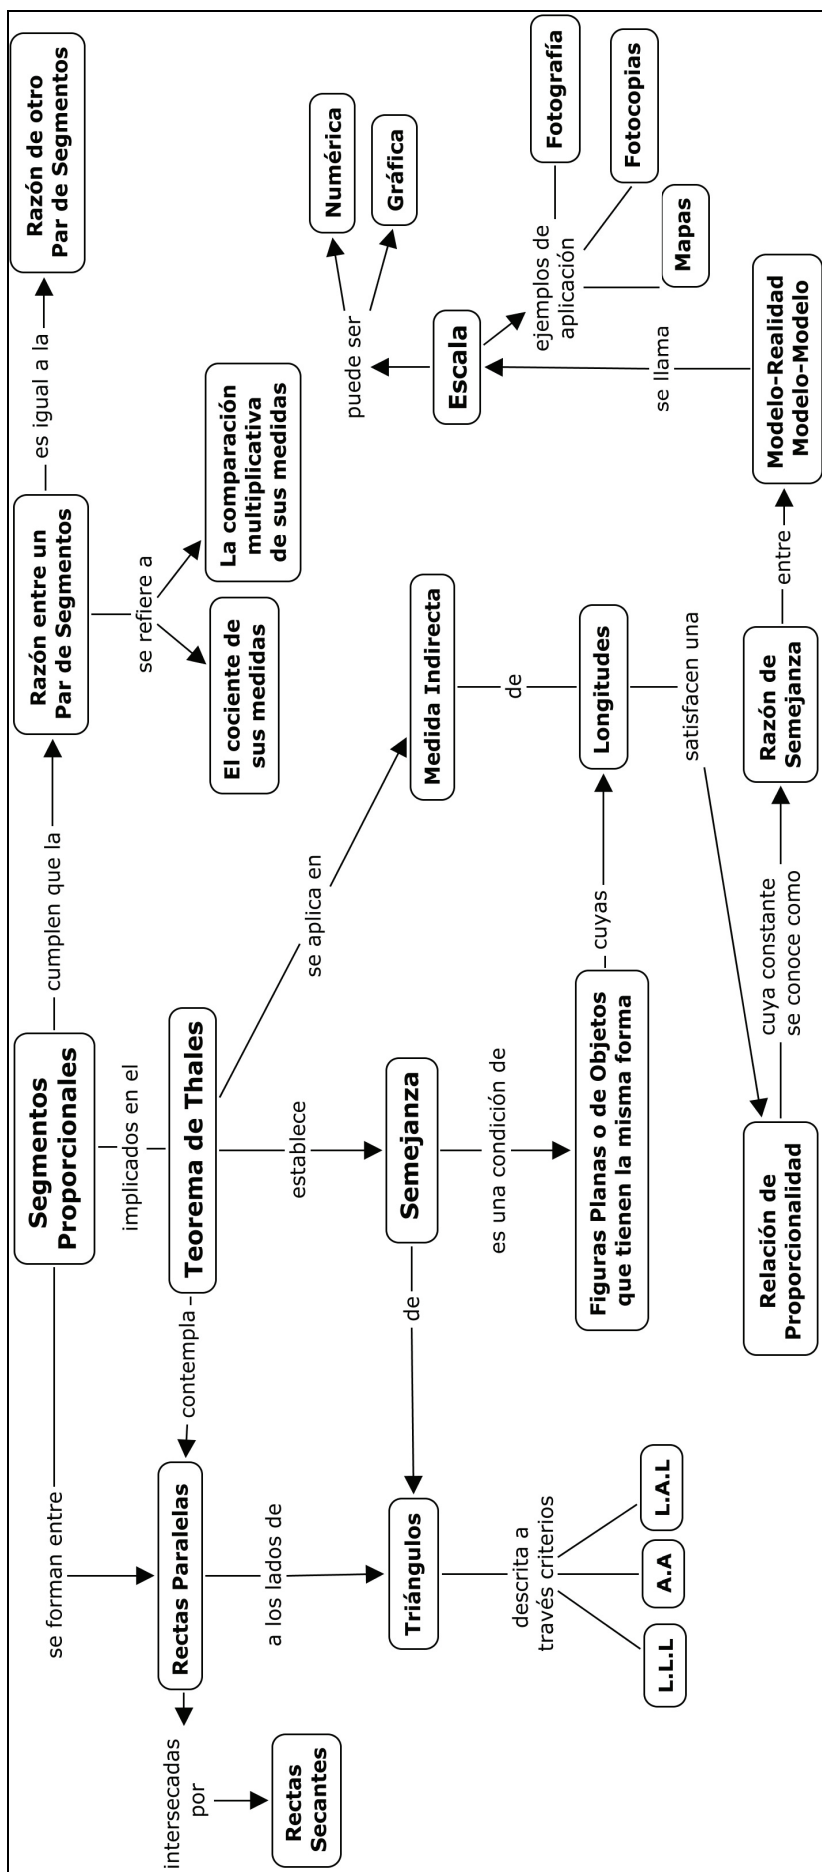 Segmentos
Proporcionales
se forman entre
implicados en el
cumplen que la
Razón entre un
Par de Segmentos
es igual a la
Razón de otro
Par de Segmentos
se refiere a
El cociente de
sus medidas
La comparación
multiplicativa
de sus medidas
Rectas Paralelas
contempla
Teorema de Thales
se aplica en
intersecadas
por
Rectas
Secantes
a los lados de
establece
Triángulos
de
Semejanza
Medida Indirecta
de
descrita a
través criterios
L.L.L
A.A
L.A.L
es una condición de
Figuras Planas o de Objetos
que tienen la misma forma
cuyas
Longitudes
satisfacen una
Relación de
Proporcionalidad
cuya constante
se conoce como
Razón de
Semejanza
entre
Modelo-Realidad
Modelo-Modelo
se llama
Escala
puede ser
Numérica
Gráfica
ejemplos de
aplicación
Mapas
Fotocopias
Fotografía